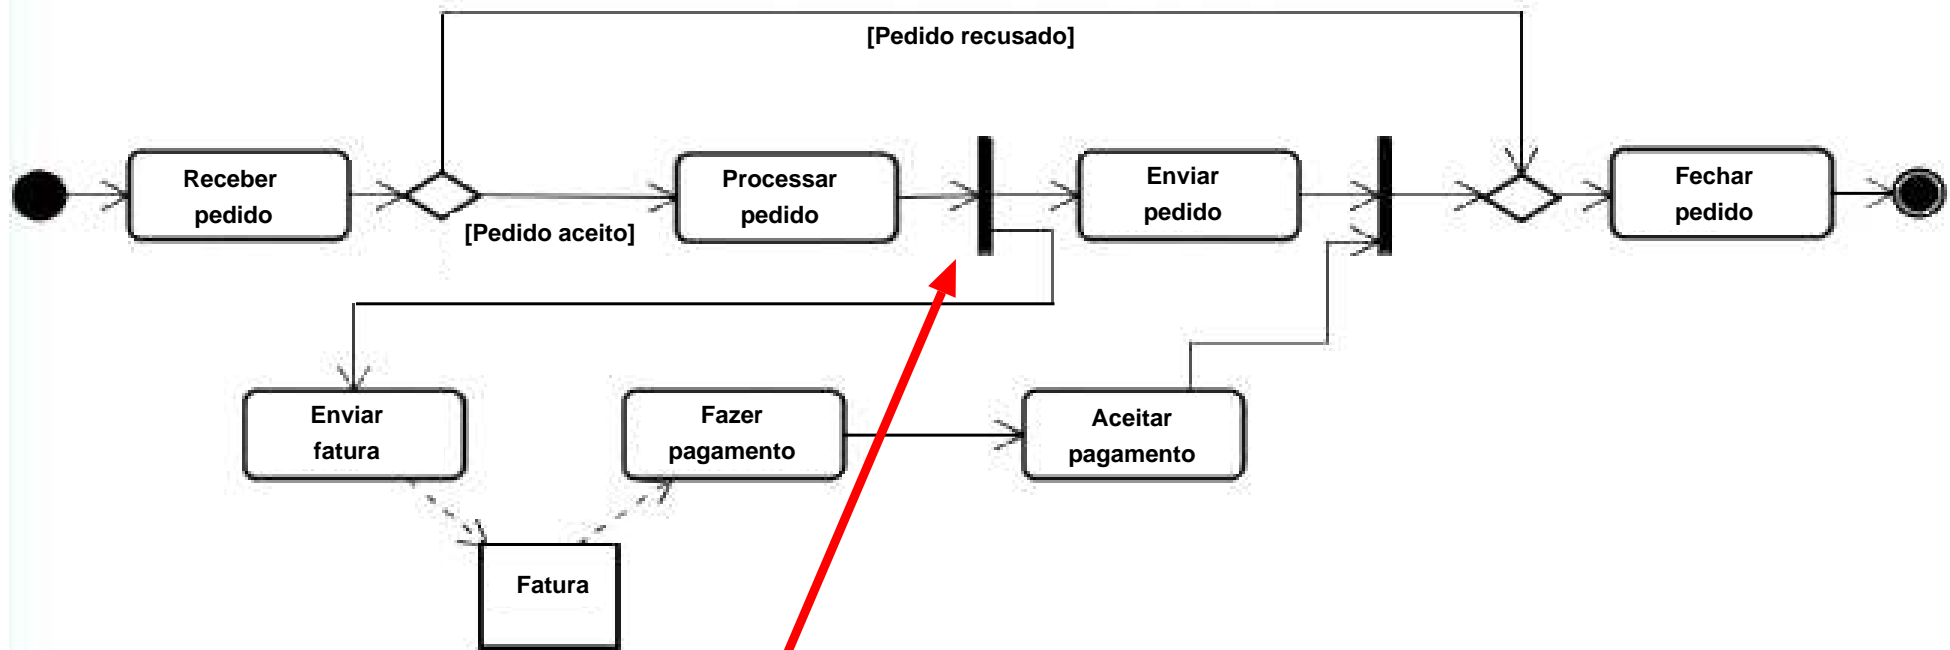 [Pedido recusado]
Receber
pedido
[Pedido aceito]
Processar
pedido
Enviar
pedido
Fechar
pedido
Enviar
fatura
Fazer
pagamento
Aceitar
pagamento
Fatura